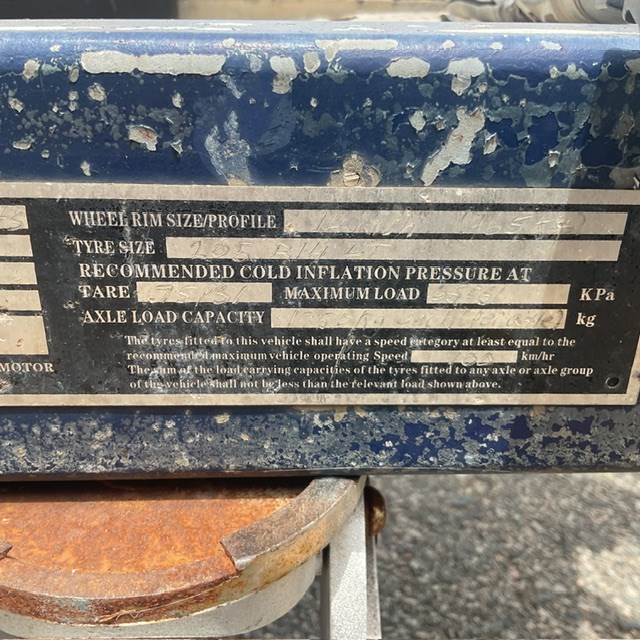 WHEEL RIM SIZE/PROFILE
TYRE SIZE
RECOMMENDED COLD INFLATION PRESSURE AT
TARE MAXIMUM LOAD KPa
AXLE LOAD CAPACITY kg
The tyres fitted to this vehicle shall have a speed category at least equal to the
recommended maximum vehicle operating Speed km/hr
MOTOR
The sum of the load carrying capacities of the tyres fitted to any axle or axle group
of this vehicle shall not be less than the relevant load shown above.